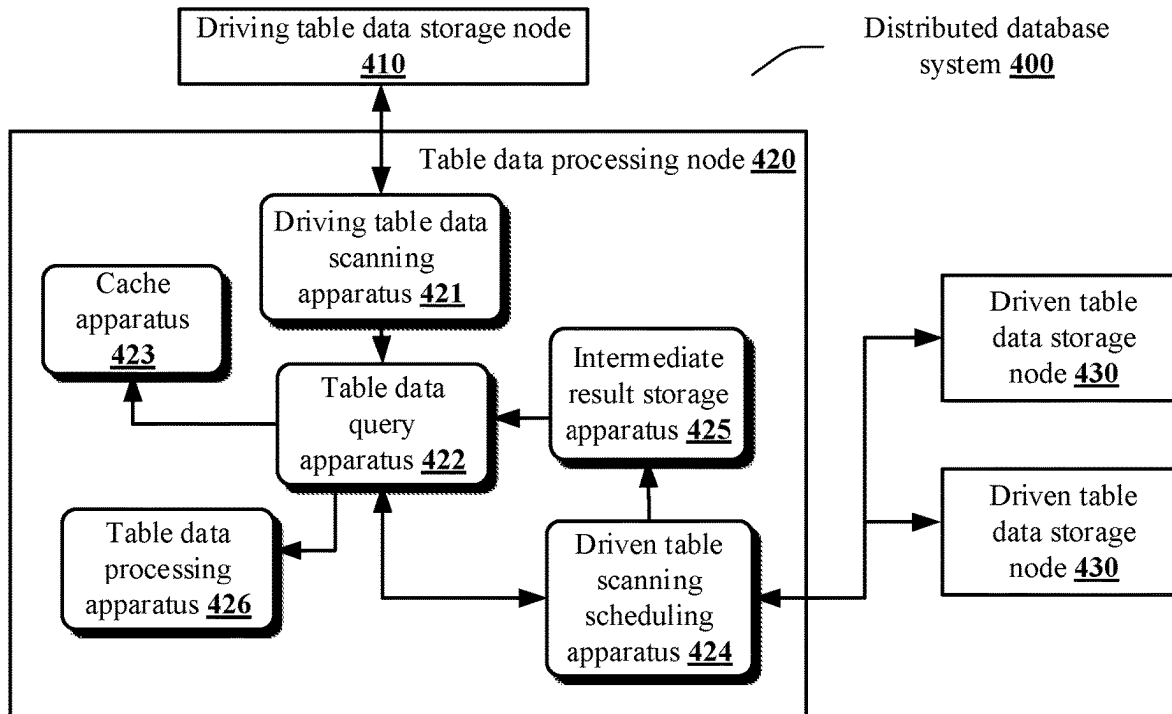 Driving table data storage node
410
Distributed database
system 400
Table data processing node 420
Driving table data
scanning
apparatus 421
Cache
apparatus
423
Table data
query
apparatus 422
Intermediate
result storage
apparatus 425
Driven table
data storage
node 430
Table data
processing
apparatus 426
Driven table
scanning
scheduling
apparatus 424
Driven table
data storage
node 430